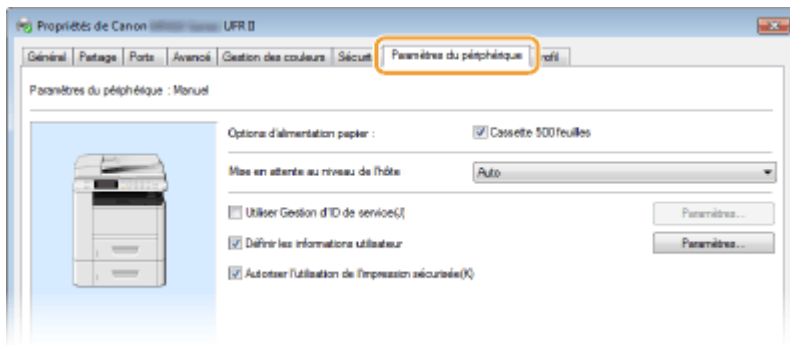 Propriétés de Canon UFR II
Général Partage Ports Avancé Gestion des couleurs Sécurit Paramètres du périphérique rofil
Paramètres du périphérique : Manuel
Options d'alimentation papier : Cassette 500 feuilles
Mise en attente au niveau de l'hôte Auto
Utiliser Gestion d'ID de service(J) Paramètres...
Définir les informations utilisateur Paramètres...
Autoriser l'utilisation de l'impression sécurisée(K)